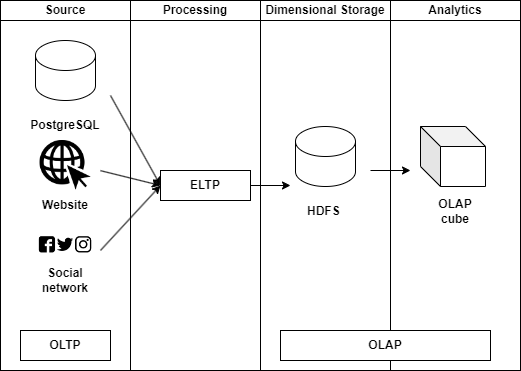 Source
Processing
Dimensional Storage
Analytics
PostgreSQL
Website
Social
network
ELTP
HDFS
OLAP
cube
OLTP
OLAP